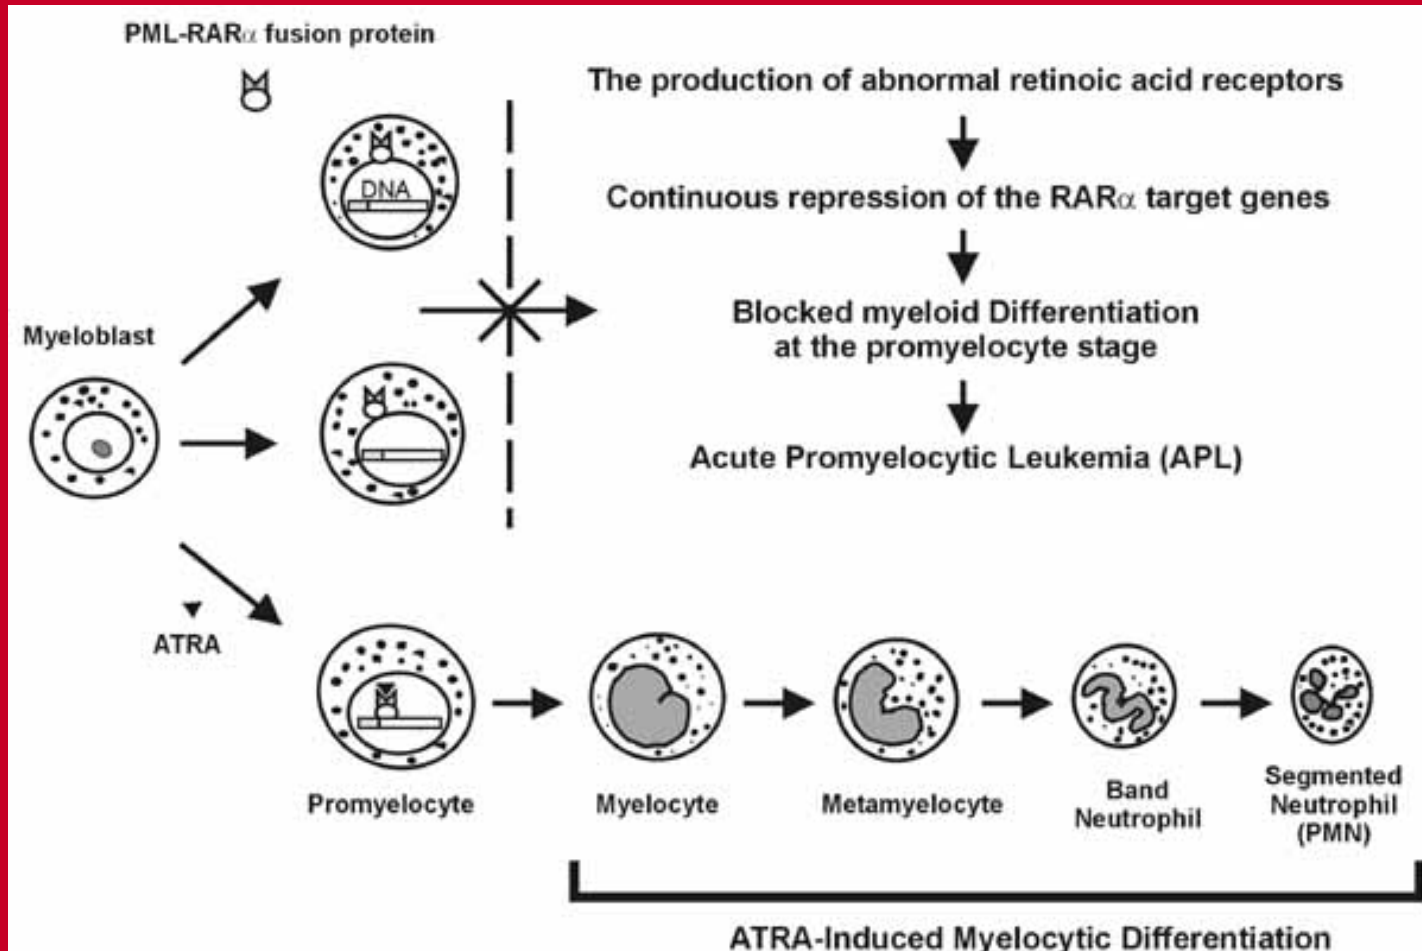 PML-RARα fusion protein
The production of abnormal retinoic acid receptors
DNA
Continuous repression of the RARα target genes
Blocked myeloid Differentiation
at the promyelocyte stage
Myeloblast
Acute Promyelocytic Leukemia (APL)
ATRA
Promyelocyte
Myelocyte
Metamyelocyte
Band
Neutrophil
Segmented
Neutrophil
(PMN)
ATRA-Induced Myelocytic Differentiation